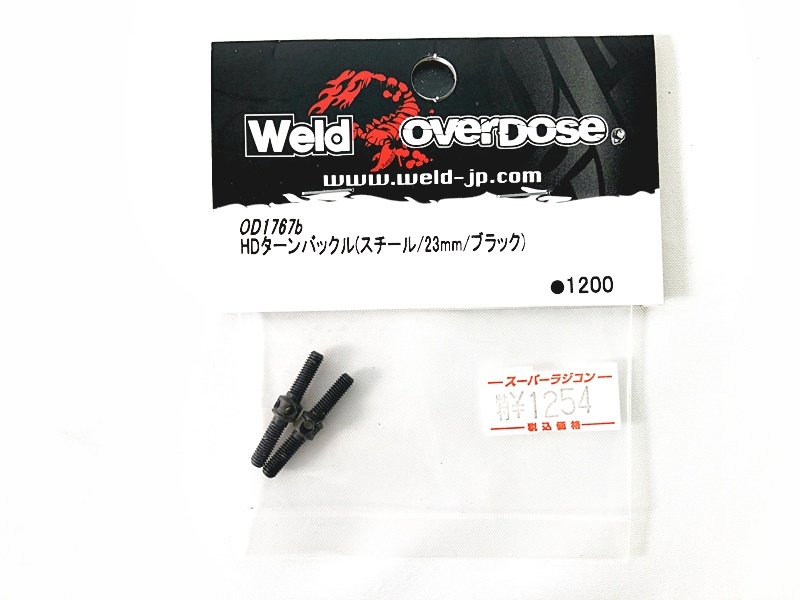 Weld OVERDOSE.
www.weld-jp.com
OD1767b
HDターンバックル(スチール/23mm/ブラック)
●1200
スーパーラジコン
特¥1254
税込価格